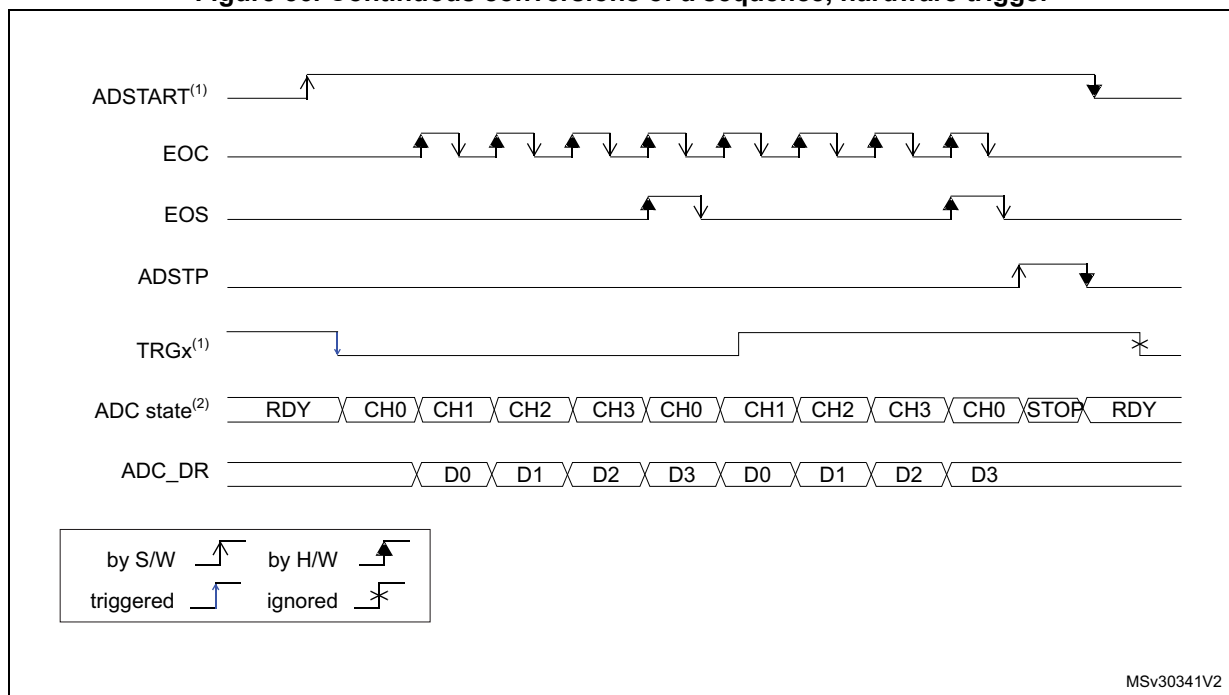 ADSTART(1)
EOC
EOS
ADSTP
TRGx(1)
ADC state(2) RDY CH0 CH1 CH2 CH3 CH0 CH1 CH2 CH3 CH0 STOP RDY
ADC_DR D0 D1 D2 D3 D0 D1 D2 D3
by S/W by H/W
triggered ignored
MSv30341V2